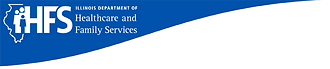 ILLINOIS DEPARTMENT OF
HFS Healthcare and
Family Services